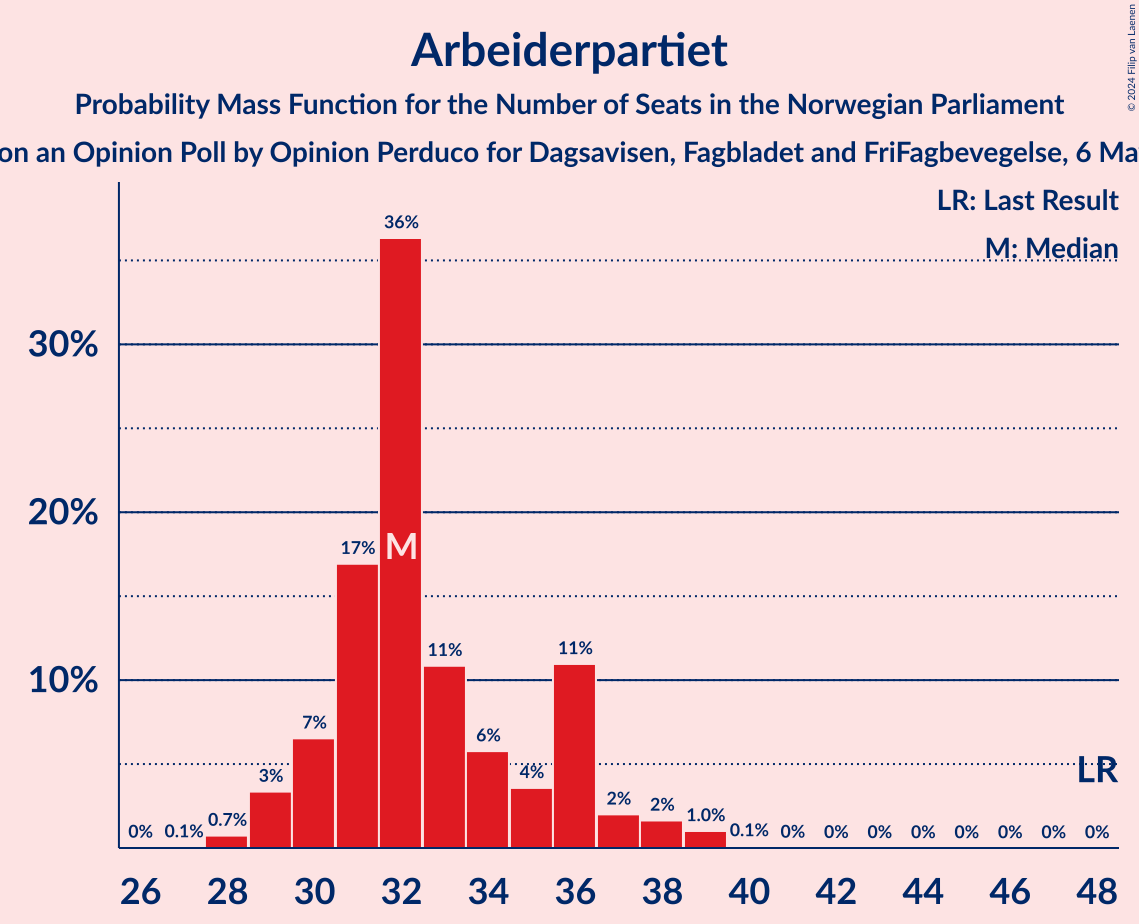 Arbeiderpartiet
Probability Mass Function for the Number of Seats in the Norwegian Parliament
on an Opinion Poll by Opinion Perduco for Dagsavisen, Fagbladet and FriFagbevegelse, 6 Ma
© 2024 Filip van Laenen
LR: Last Result
M: Median
30%
20%
10%
0% 0.1% 0.7% 3% 7% 17% 36% 11% 6% 4% 11% 2% 2% 1.0% 0.1% 0% 0% 0% 0% 0% 0% 0% 0%
M
LR
26 28 30 32 34 36 38 40 42 44 46 48